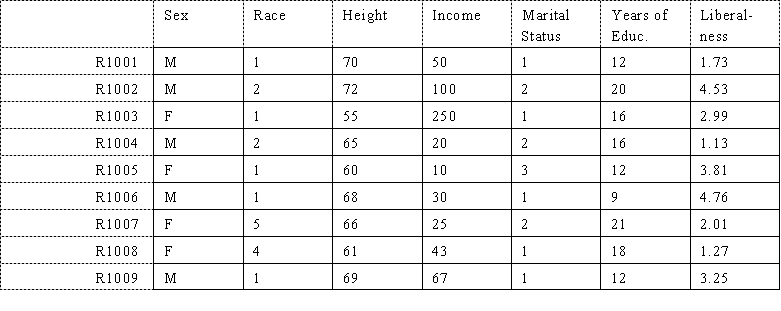 Sex Race Height Income Marital Status Years of Educ. Liberal-ness
R1001 M 1 70 50 1 12 1.73
R1002 M 2 72 100 2 20 4.53
R1003 F 1 55 250 1 16 2.99
R1004 M 2 65 20 2 16 1.13
R1005 F 1 60 10 3 12 3.81
R1006 M 1 68 30 1 9 4.76
R1007 F 5 66 25 2 21 2.01
R1008 F 4 61 43 1 18 1.27
R1009 M 1 69 67 1 12 3.25